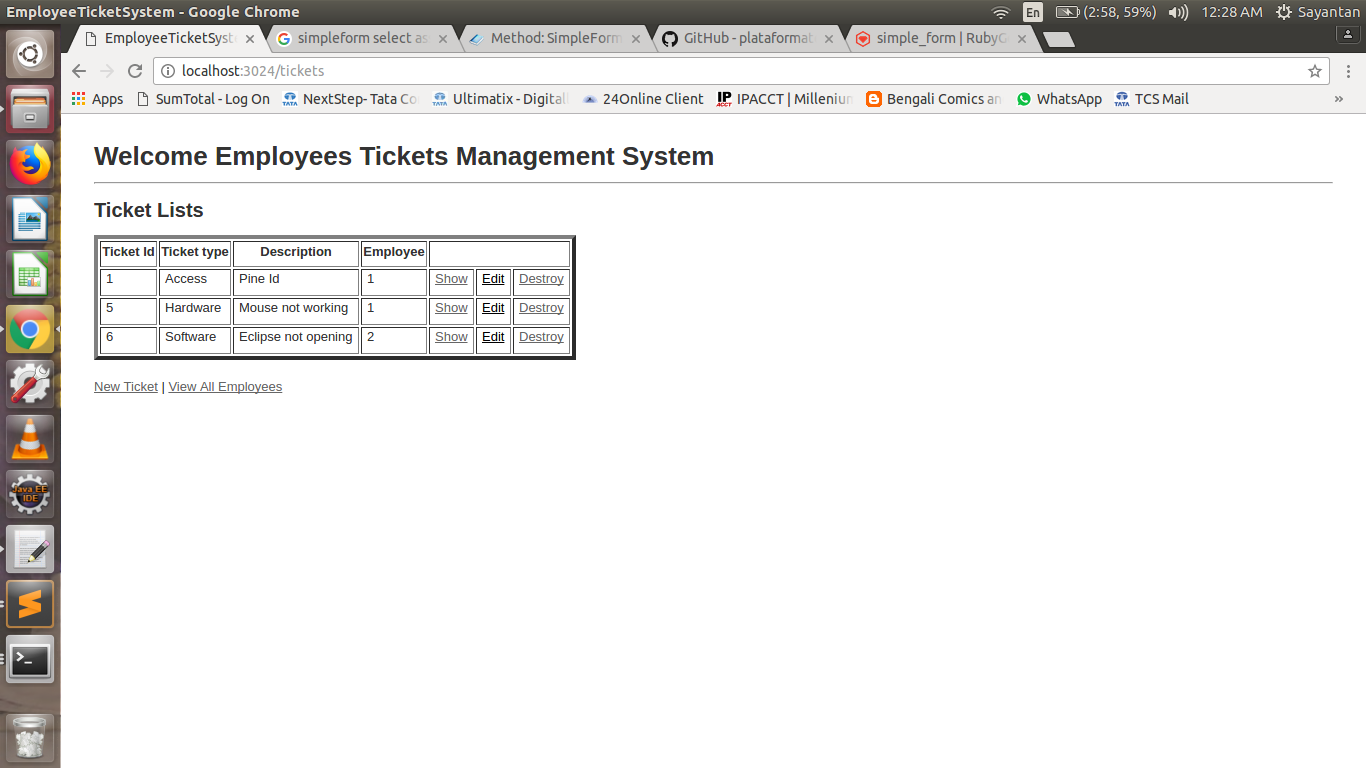 EmployeeTicketSystem - Google Chrome
En (2:58, 59%) 12:28 AM Sayantan
EmployeeTicketSyste simpleform select as Method: SimpleForm GitHub - plataformat simple_form | RubyGe
localhost:3024/tickets
Apps SumTotal - Log On NextStep- Tata Co Ultimatix - Digitall 24Online Client IPACCT | Millenium Bengali Comics an WhatsApp TCS Mail »
Welcome Employees Tickets Management System
Ticket Lists
Ticket Id Ticket type Description Employee
1 Access Pine Id 1 Show Edit Destroy
5 Hardware Mouse not working 1 Show Edit Destroy
6 Software Eclipse not opening 2 Show Edit Destroy
New Ticket | View All Employees
Java EE
IDE